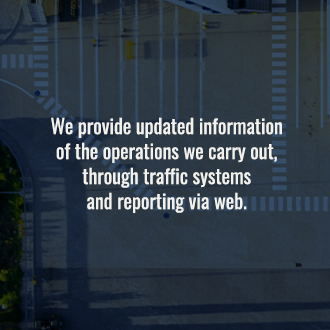 We provide updated information
of the operations we carry out,
through traffic systems
and reporting via web.